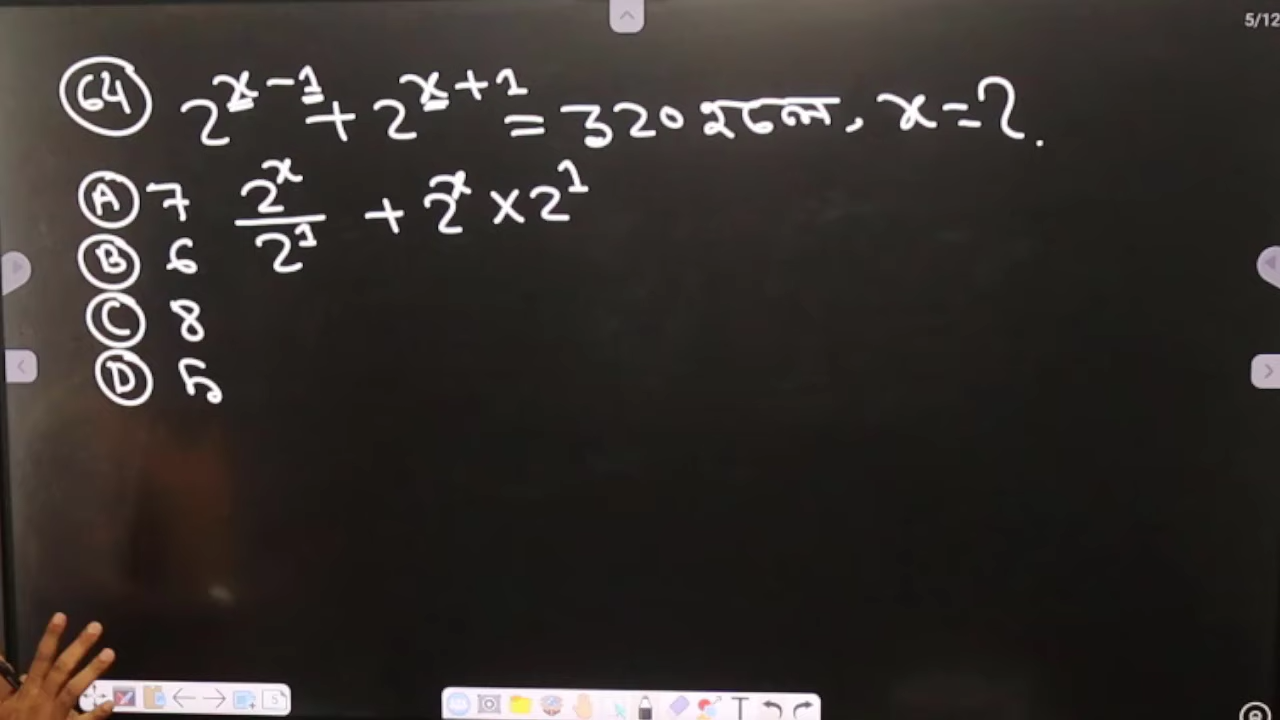 5/12
64 2^{x-1} + 2^{x+1} = 320 হলে, x = ?
A 7 2^x / 2^1 + 2^x × 2^1
B 6
C 8
D 5
5 T